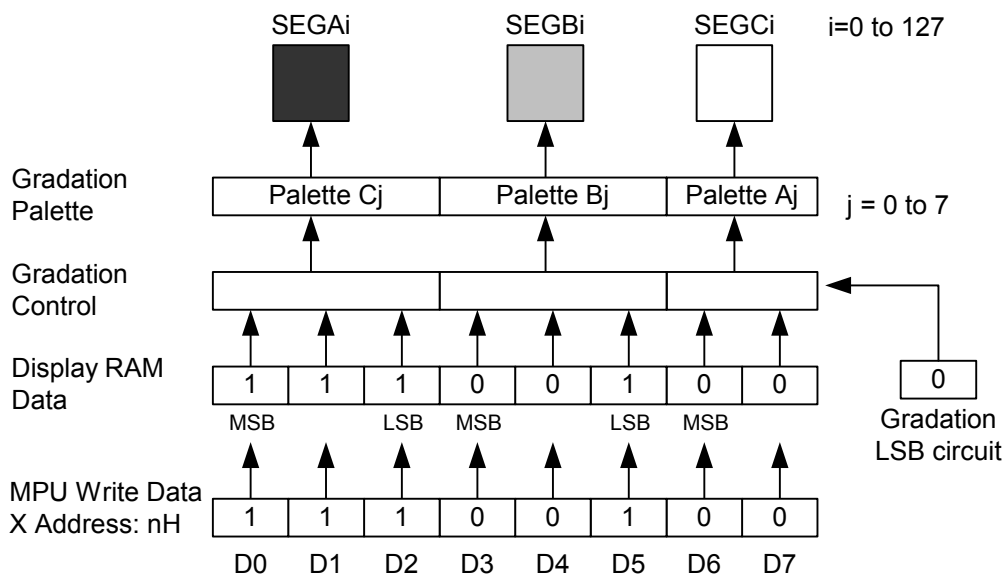 SEGAi SEGBi SEGCi i=0 to 127
Gradation
Palette
Palette Cj Palette Bj Palette Aj j = 0 to 7
Gradation
Control
Display RAM
Data
1 1 1 0 0 1 0 0 0
MSB LSB MSB LSB MSB
Gradation
LSB circuit
MPU Write Data
X Address: nH
1 1 1 0 0 1 0 0
D0 D1 D2 D3 D4 D5 D6 D7